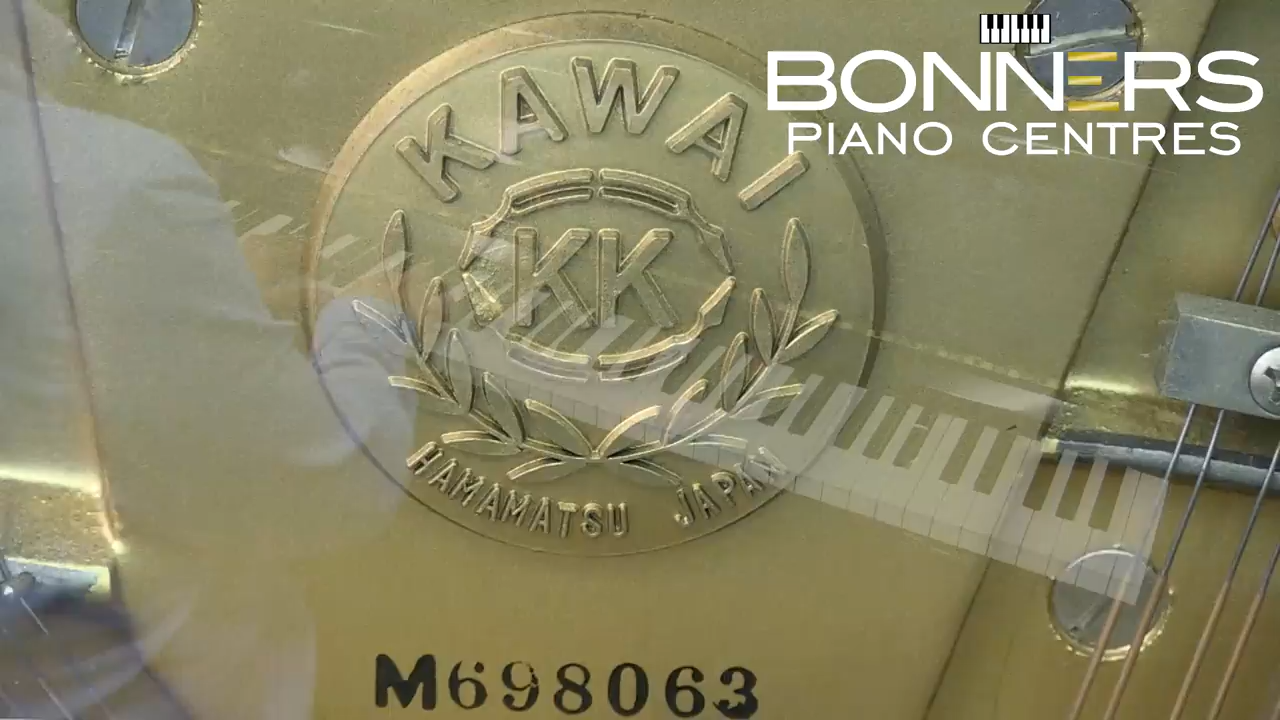 BONNERS
PIANO CENTRES
KAWAI
KK
HAMAMATSU JAPAN
M698063